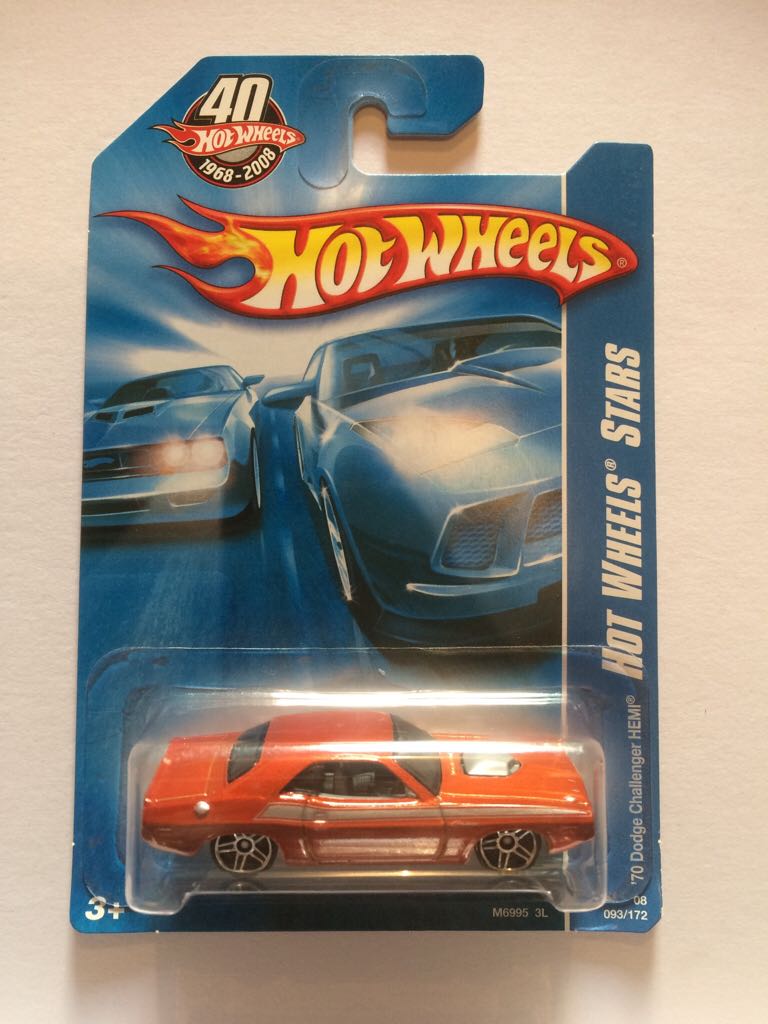 40
HOT WHEELS
1968-2008
HOT WHEELS®
HOT WHEELS® STARS
'70 Dodge Challenger HEMI®
3+
M6995 3L
08
093/172